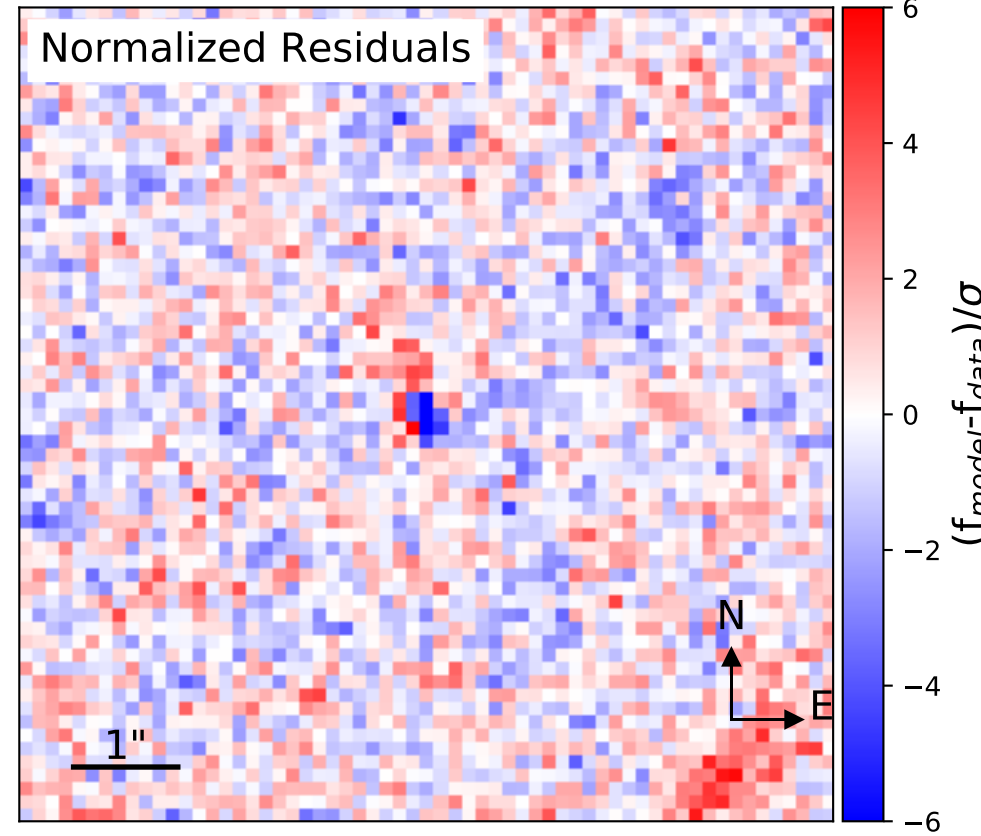 Normalized Residuals
6
4
2
0
−2
−4
−6
(f_model-f_data)/σ
N
E
1"